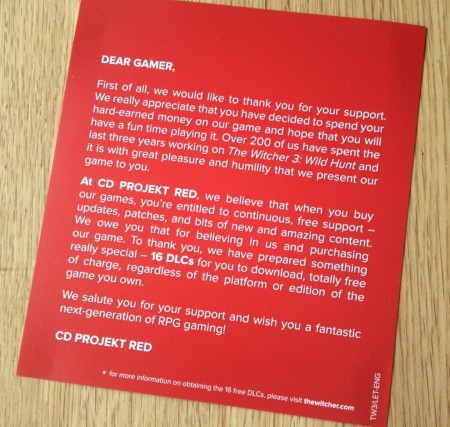 DEAR GAMER,
First of all, we would like to thank you for your support.
We really appreciate that you have decided to spend your
hard-earned money on our game and hope that you will
have a fun time playing it. Over 200 of us have spent the
last three years working on The Witcher 3: Wild Hunt and
it is with great pleasure and humility that we present our
game to you.
At CD PROJEKT RED, we believe that when you buy
our games, you're entitled to continuous, free support –
updates, patches, and bits of new and amazing content.
We owe you that for believing in us and purchasing
our game. To thank you, we have prepared something
really special – 16 DLCs for you to download, totally free
of charge, regardless of the platform or edition of the
game you own.
We salute you for your support and wish you a fantastic
next-generation of RPG gaming!
CD PROJEKT RED
* for more information on obtaining the 16 free DLCs, please visit thewitcher.com
TW3/LET-ENG